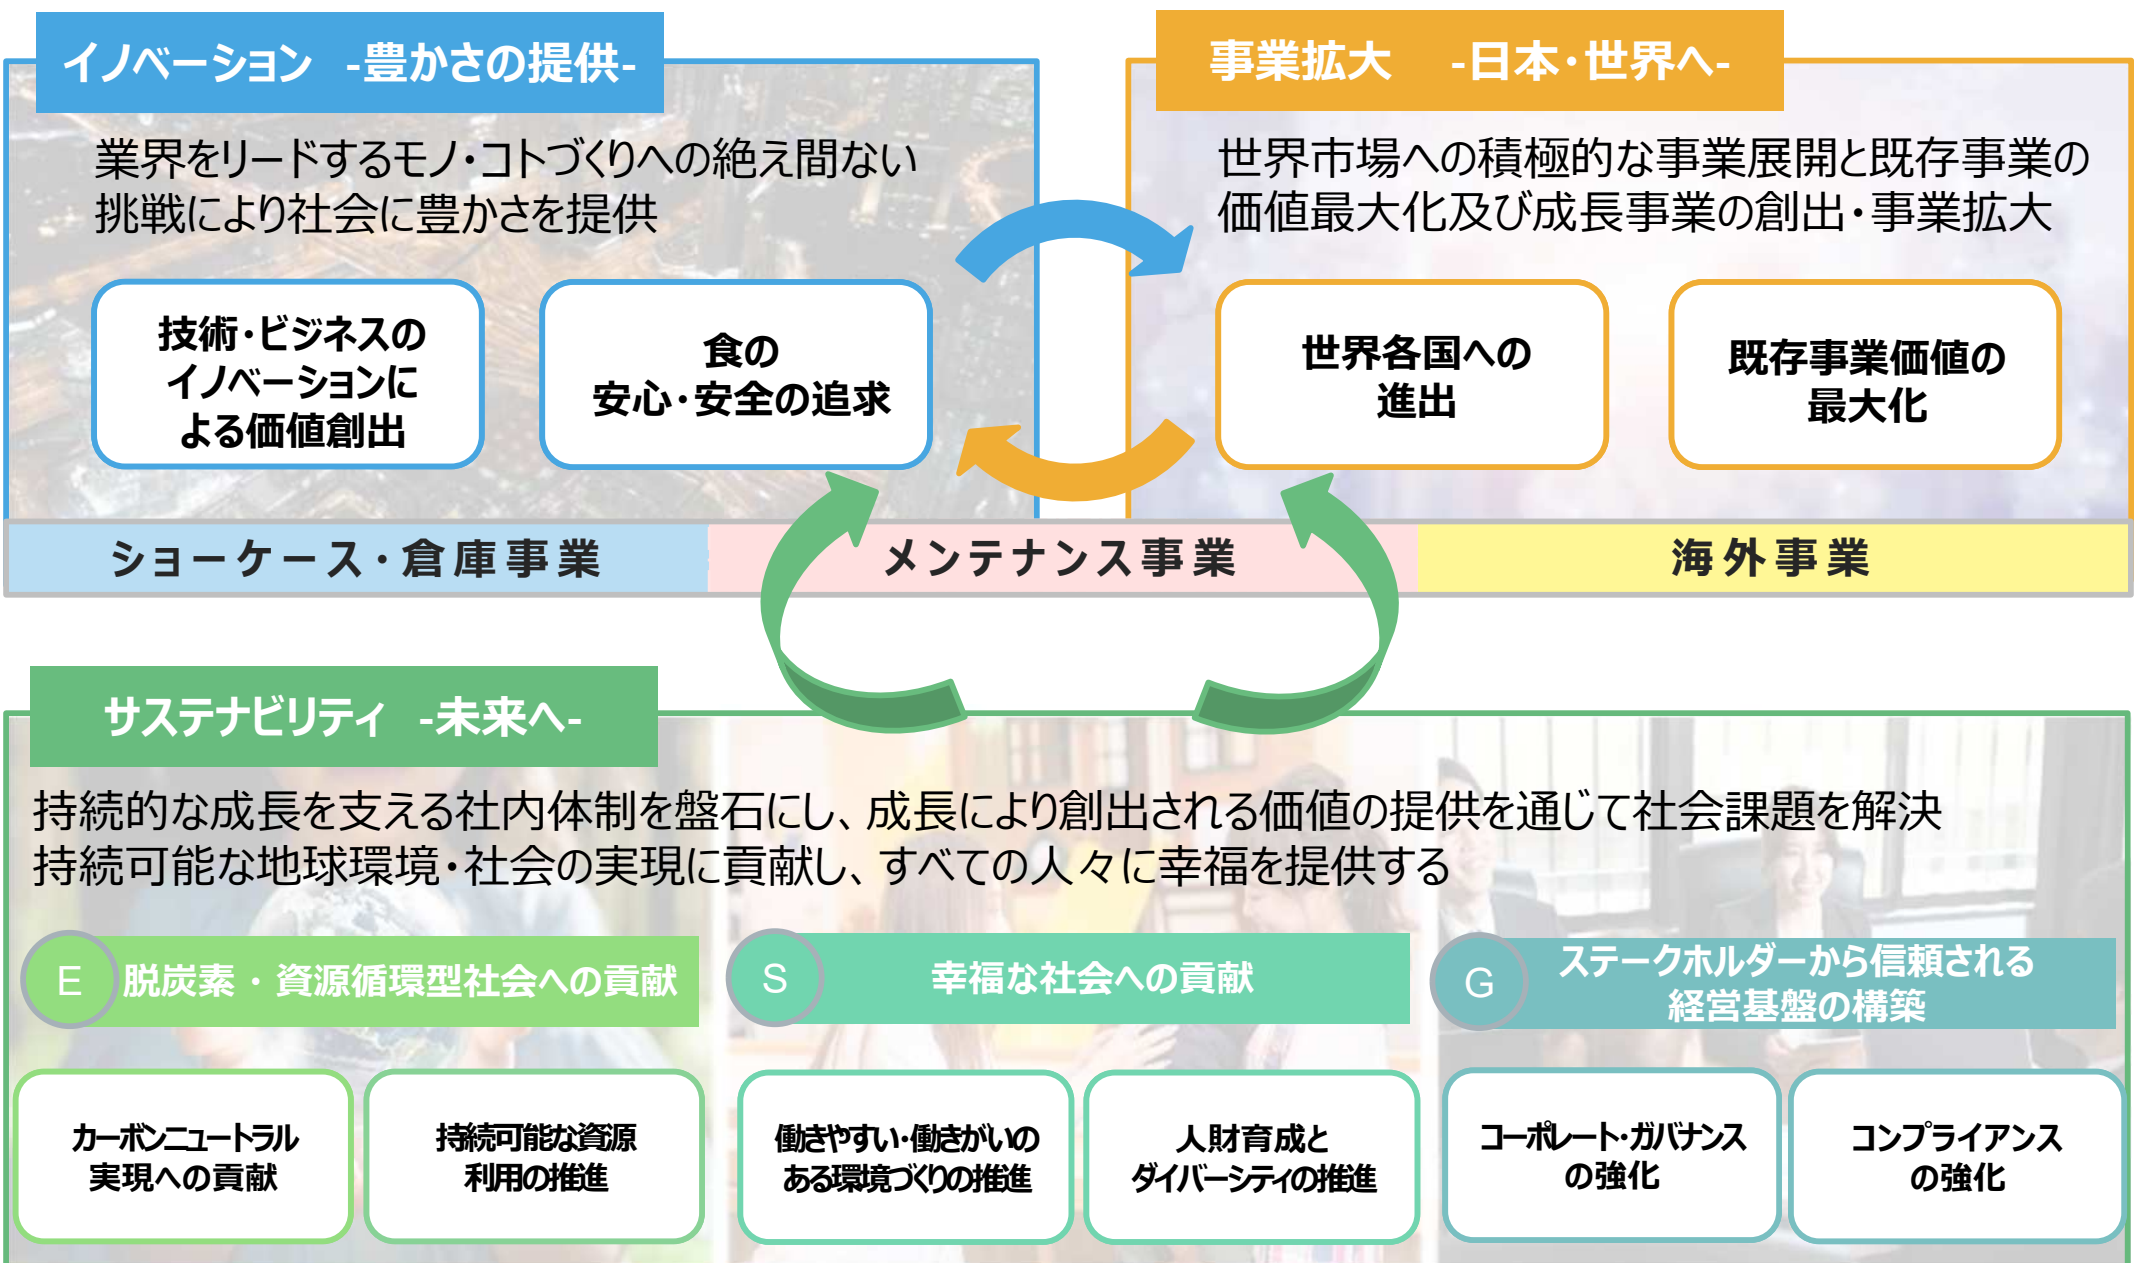 イノベーション -豊かさの提供-
業界をリードするモノ・コトづくりへの絶え間ない
挑戦により社会に豊かさを提供
技術・ビジネスの
イノベーションに
よる価値創出
食の
安心・安全の追求
事業拡大 -日本・世界へ-
世界市場への積極的な事業展開と既存事業の
価値最大化及び成長事業の創出・事業拡大
世界各国への
進出
既存事業価値の
最大化
ショーケース・倉庫事業
メンテナンス事業
海外事業
サステナビリティ -未来へ-
持続的な成長を支える社内体制を盤石にし、成長により創出される価値の提供を通じて社会課題を解決
持続可能な地球環境・社会の実現に貢献し、すべての人々に幸福を提供する
E
脱炭素・資源循環型社会への貢献
カーボンニュートラル
実現への貢献
持続可能な資源
利用の推進
S
幸福な社会への貢献
働きやすい・働きがいの
ある環境づくりの推進
人財育成と
ダイバーシティの推進
G
ステークホルダーから信頼される
経営基盤の構築
コーポレート・ガバナンス
の強化
コンプライアンス
の強化